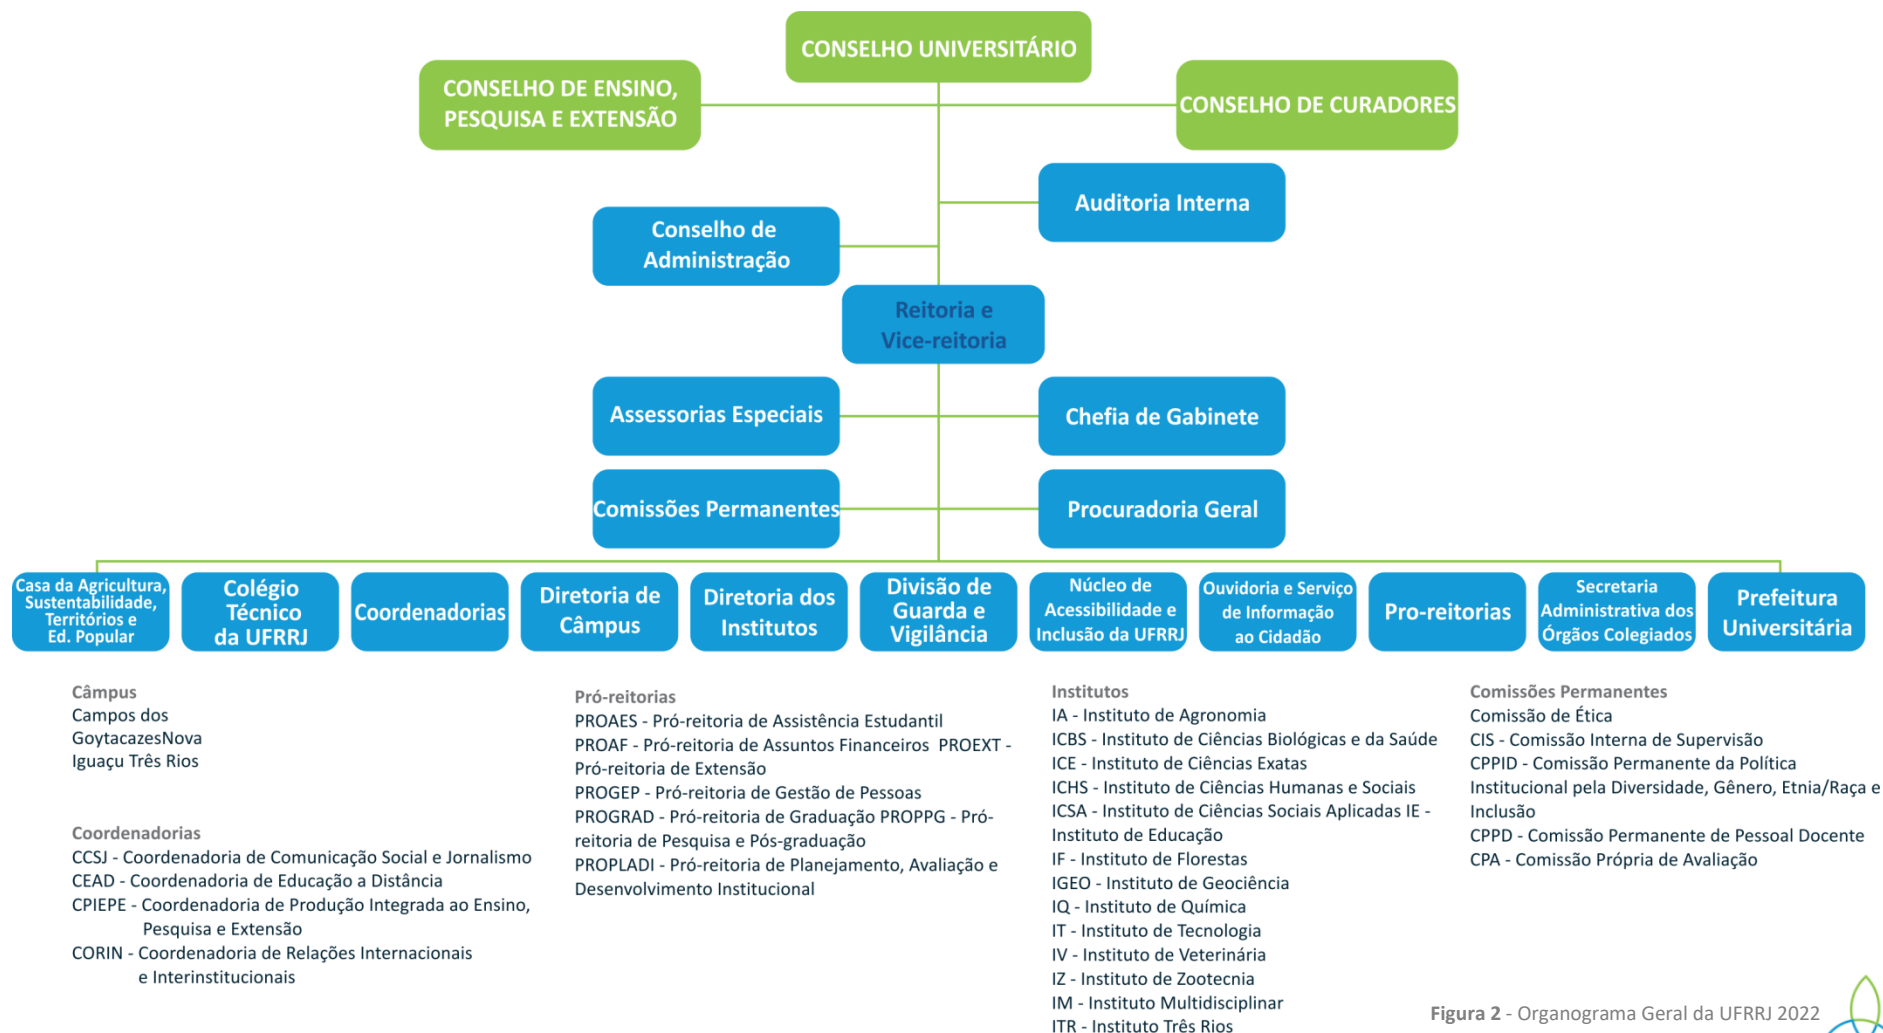 CONSELHO UNIVERSITÁRIO
CONSELHO DE ENSINO,
PESQUISA E EXTENSÃO
CONSELHO DE CURADORES
Auditoria Interna
Conselho de
Administração
Reitoria e
Vice-reitoria
Assessorias Especiais
Chefia de Gabinete
Comissões Permanentes
Procuradoria Geral
Casa da Agricultura,
Sustentabilidade,
Territórios e
Ed. Popular
Colégio
Técnico
da UFRRJ
Coordenadorias
Diretoria de
Câmpus
Diretoria dos
Institutos
Divisão de
Guarda e
Vigilância
Núcleo de
Acessibilidade e
Inclusão da UFRRJ
Ouvidoria e Serviço
de Informação
ao Cidadão
Pro-reitorias
Secretaria
Administrativa dos
Órgãos Colegiados
Prefeitura
Universitária
Câmpus
Campos dos
GoytacazesNova
Iguaçu Três Rios
Coordenadorias
CCSJ - Coordenadoria de Comunicação Social e Jornalismo
CEAD - Coordenadoria de Educação a Distância
CPIEPE - Coordenadoria de Produção Integrada ao Ensino,
Pesquisa e Extensão
CORIN - Coordenadoria de Relações Internacionais
e Interinstitucionais
Pró-reitorias
PROAES - Pró-reitoria de Assistência Estudantil
PROAF - Pró-reitoria de Assuntos Financeiros PROEXT -
Pró-reitoria de Extensão
PROGEP - Pró-reitoria de Gestão de Pessoas
PROGRAD - Pró-reitoria de Graduação PROPPG - Pró-
reitoria de Pesquisa e Pós-graduação
PROPLADI - Pró-reitoria de Planejamento, Avaliação e
Desenvolvimento Institucional
Institutos
IA - Instituto de Agronomia
ICBS - Instituto de Ciências Biológicas e da Saúde
ICE - Instituto de Ciências Exatas
ICHS - Instituto de Ciências Humanas e Sociais
ICSA - Instituto de Ciências Sociais Aplicadas IE -
Instituto de Educação
IF - Instituto de Florestas
IGEO - Instituto de Geociência
IQ - Instituto de Química
IT - Instituto de Tecnologia
IV - Instituto de Veterinária
IZ - Instituto de Zootecnia
IM - Instituto Multidisciplinar
ITR - Instituto Três Rios
Comissões Permanentes
Comissão de Ética
CIS - Comissão Interna de Supervisão
CPPID - Comissão Permanente da Política
Institucional pela Diversidade, Gênero, Etnia/Raça e
Inclusão
CPPD - Comissão Permanente de Pessoal Docente
CPA - Comissão Própria de Avaliação
Figura 2 - Organograma Geral da UFRRJ 2022